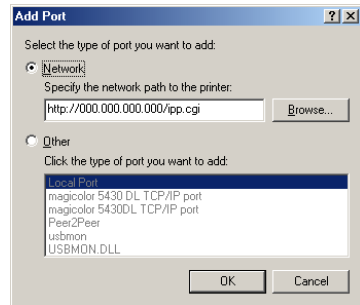 Add Port
? X
Select the type of port you want to add:
Network
Specify the network path to the printer:
http://000.000.000.000/ipp.cgi
Browse...
Other
Click the type of port you want to add:
Local Port
magicolor 5430 DL TCP/IP port
magicolor 5430DL TCP/IP port
Peer2Peer
usbmon
USBMON.DLL
OK
Cancel